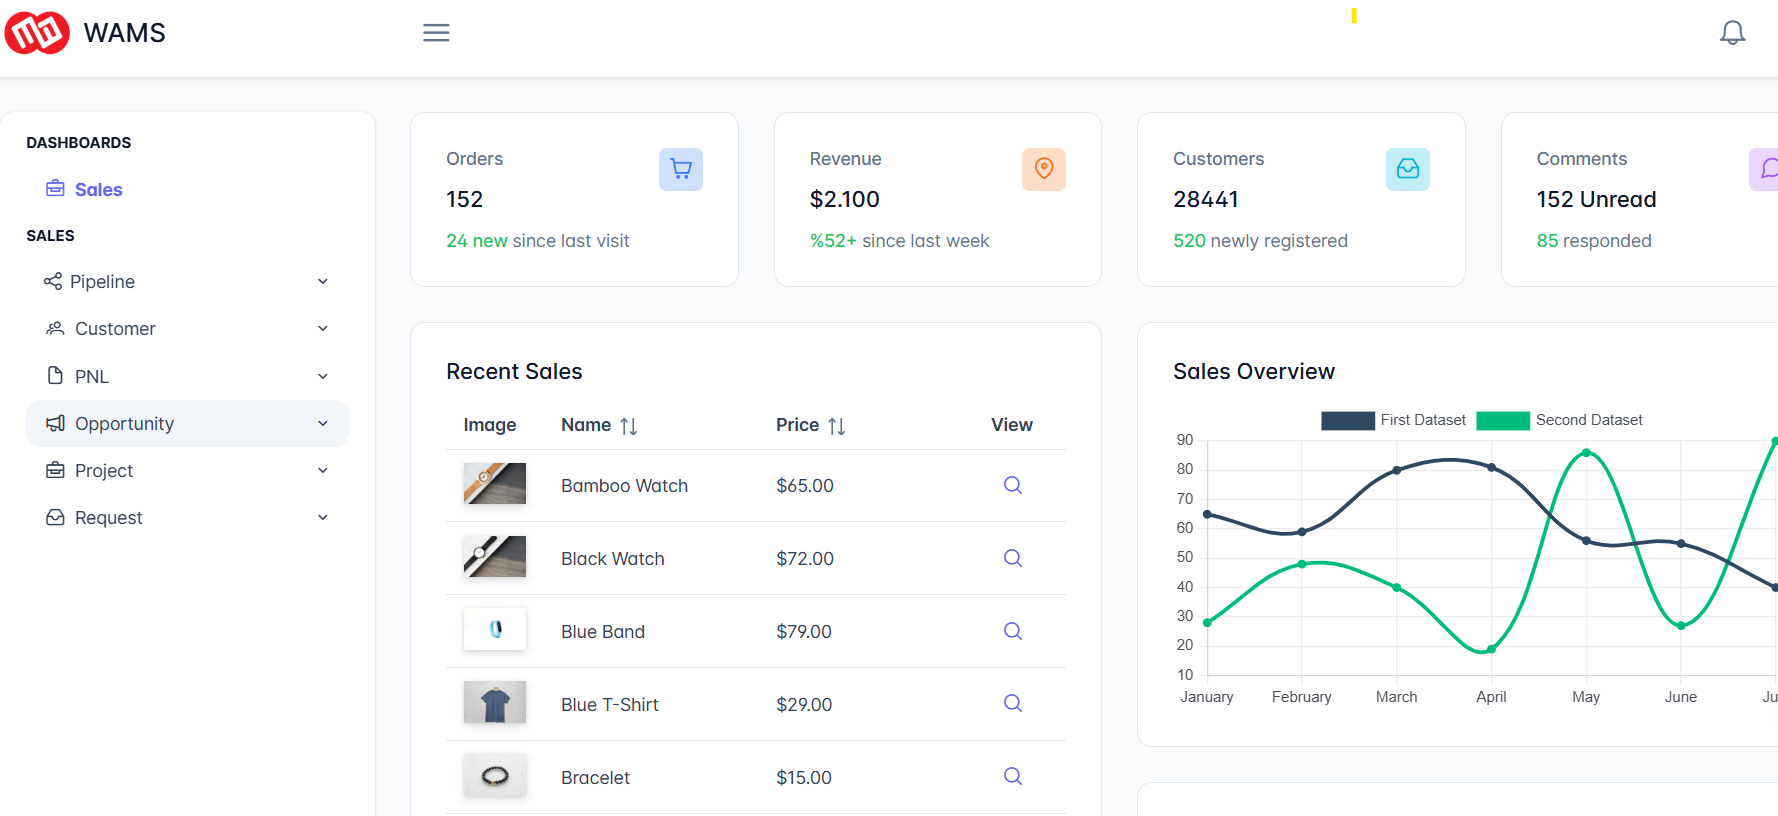 WAMS
DASHBOARDS
Sales
SALES
Pipeline
Customer
PNL
Opportunity
Project
Request
Orders
152
24 new since last visit
Revenue
$2.100
%52+ since last week
Customers
28441
520 newly registered
Comments
152 Unread
85 responded
Recent Sales
Image Name Price View
Bamboo Watch $65.00
Black Watch $72.00
Blue Band $79.00
Blue T-Shirt $29.00
Bracelet $15.00
Sales Overview
First Dataset Second Dataset
90
80
70
60
50
40
30
20
10
January February March April May June Ju